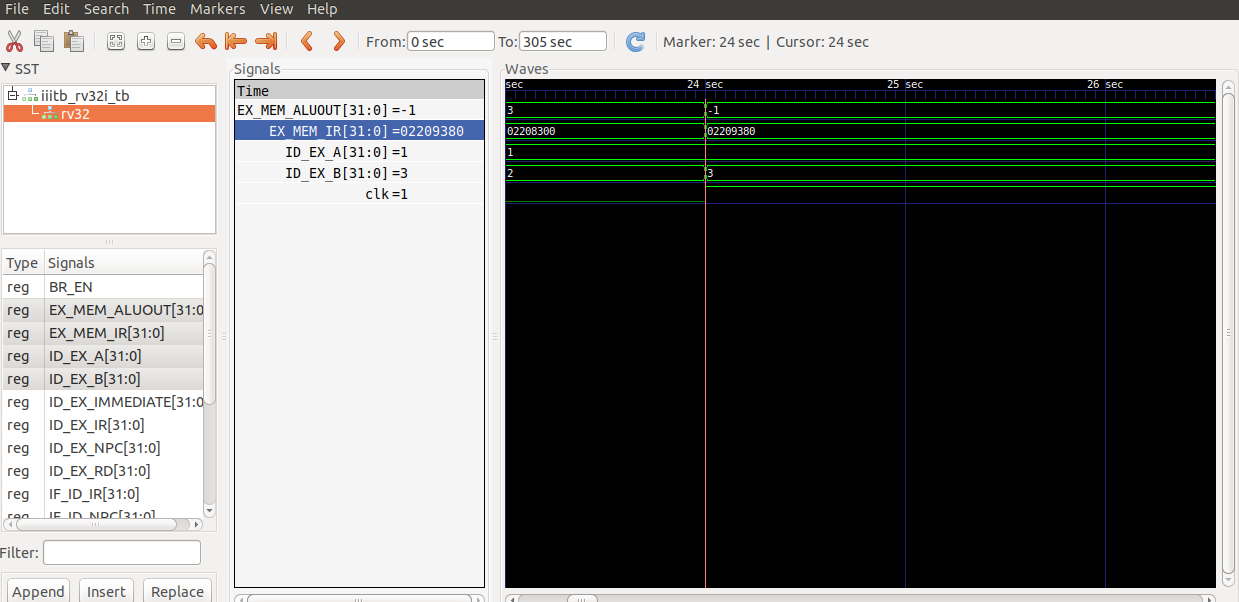 File Edit Search Time Markers View Help
From: 0 sec To: 305 sec Marker: 24 sec | Cursor: 24 sec
SST
iiitb_rv32i_tb
rv32
Type Signals
reg BR_EN
reg EX_MEM_ALUOUT[31:0
reg EX_MEM_IR[31:0]
reg ID_EX_A[31:0]
reg ID_EX_B[31:0]
reg ID_EX_IMMEDIATE[31:0
reg ID_EX_IR[31:0]
reg ID_EX_NPC[31:0]
reg ID_EX_RD[31:0]
reg IF_ID_IR[31:0]
reg IF_ID_NPC[31:0]
Filter:
Append Insert Replace
Signals
Time
EX_MEM_ALUOUT[31:0] =-1
EX_MEM_IR[31:0] =02209380
ID_EX_A[31:0] =1
ID_EX_B[31:0] =3
clk =1
Waves
sec 24 sec 25 sec 26 sec
3 -1
02208300 02209380
1
2 3